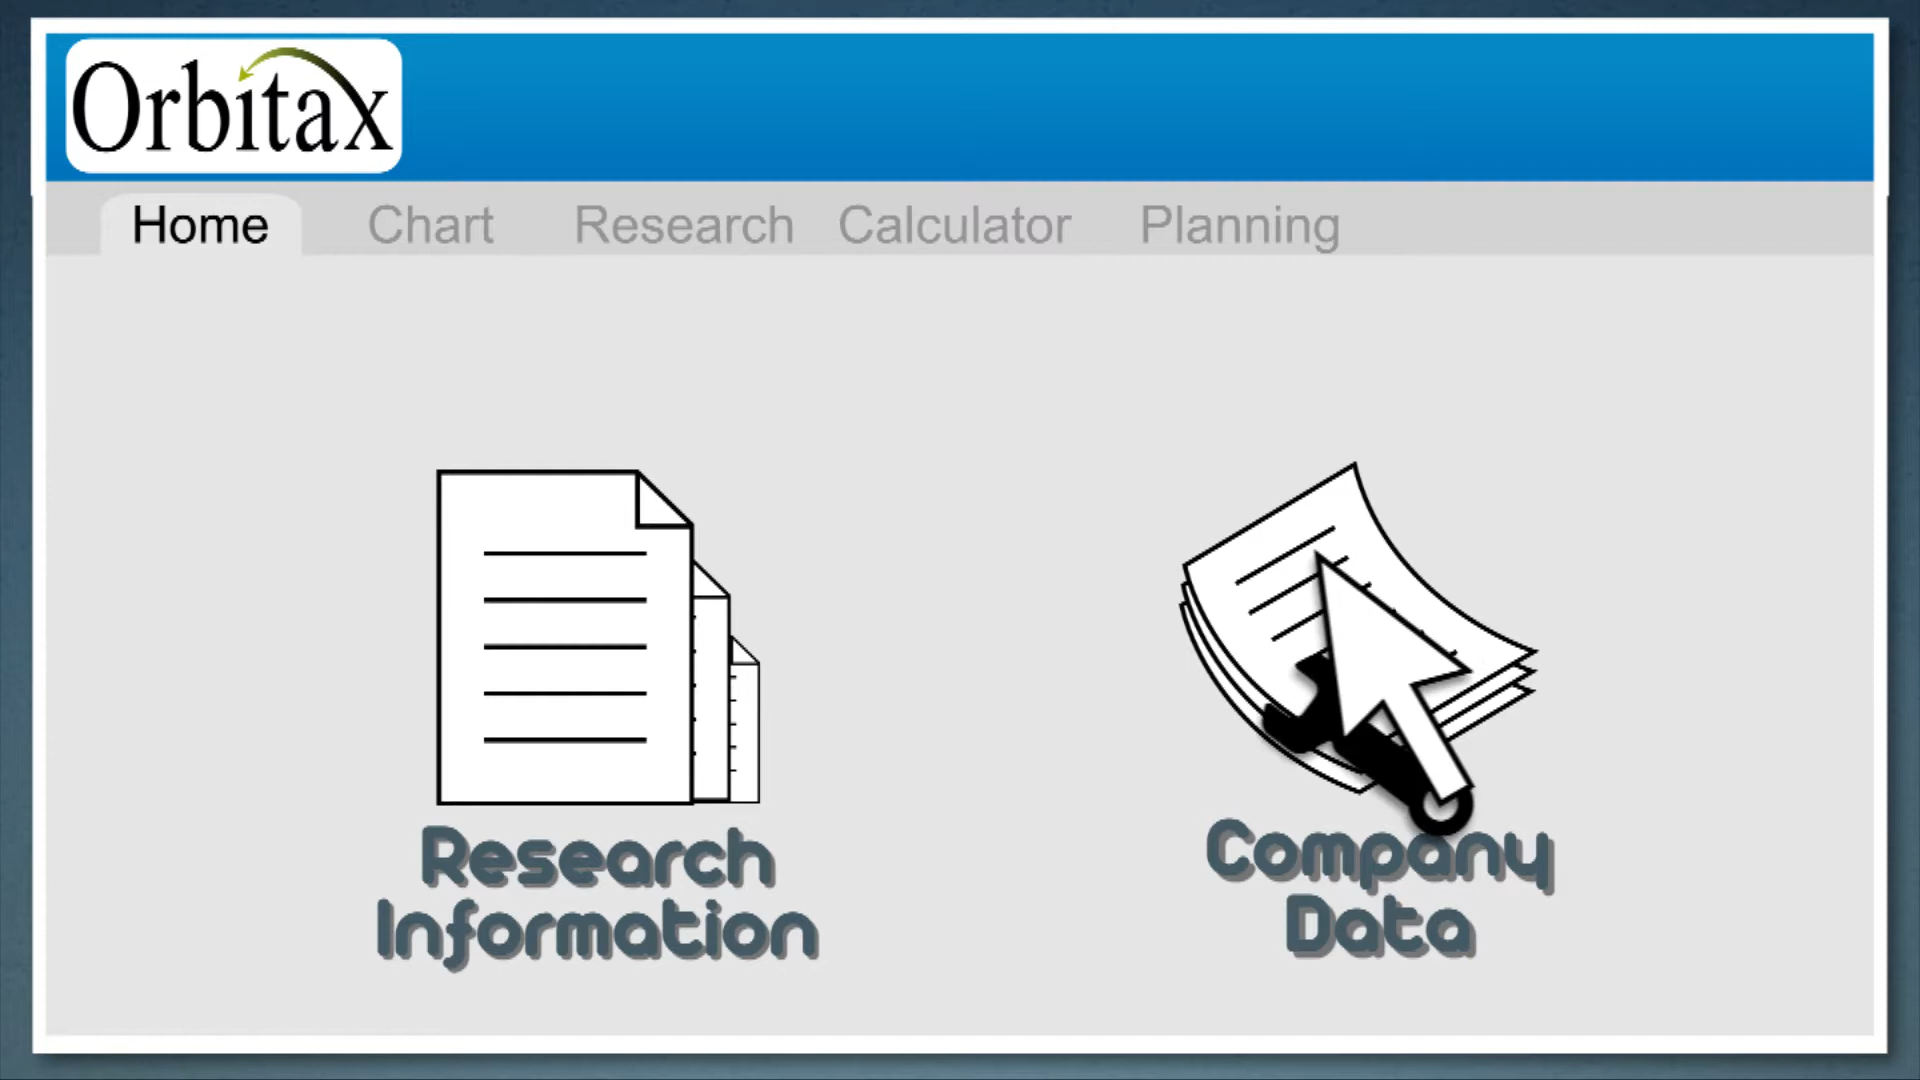 Orbitax
Home Chart Research Calculator Planning
Research
Information
Company
Data